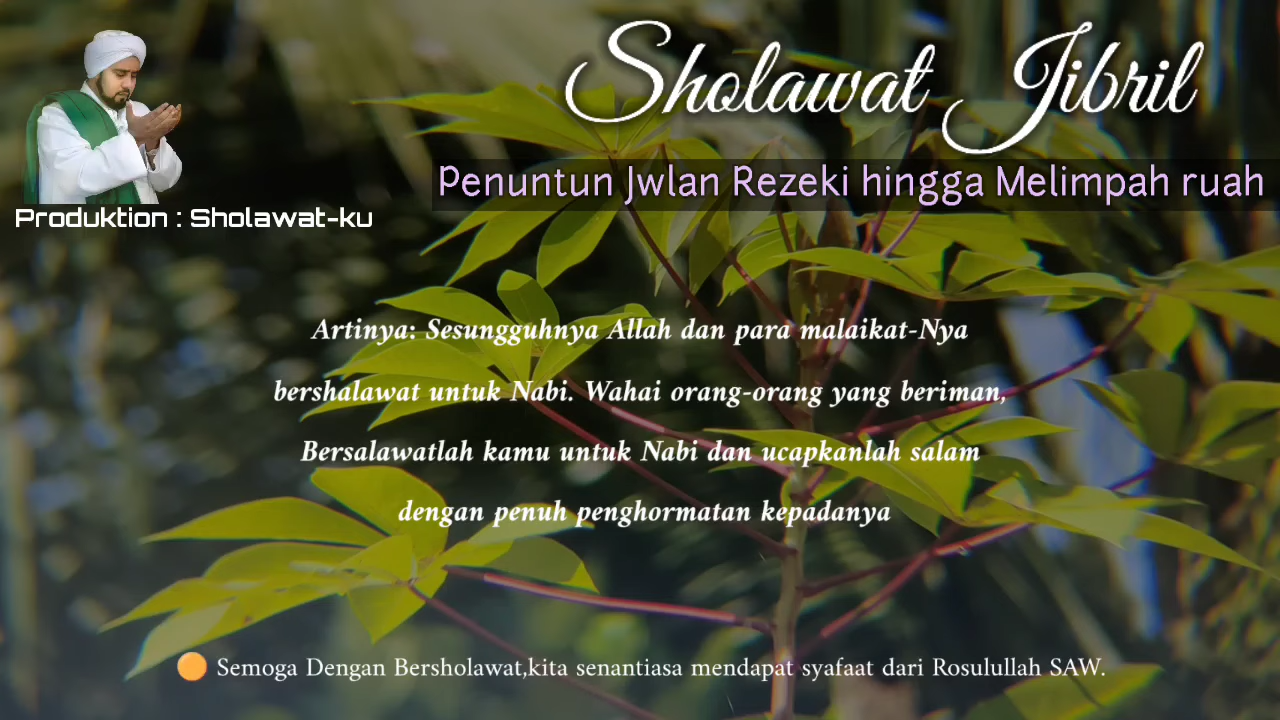 Sholawat Jibril
Penuntun Jwlan Rezeki hingga Melimpah ruah
Produktion : Sholawat-ku
Artinya: Sesungguhnya Allah dan para malaikat-Nya
bershalawat untuk Nabi. Wahai orang-orang yang beriman,
Bersalawatlah kamu untuk Nabi dan ucapkanlah salam
dengan penuh penghormatan kepadanya
Semoga Dengan Bersholawat,kita senantiasa mendapat syafaat dari Rosulullah SAW.